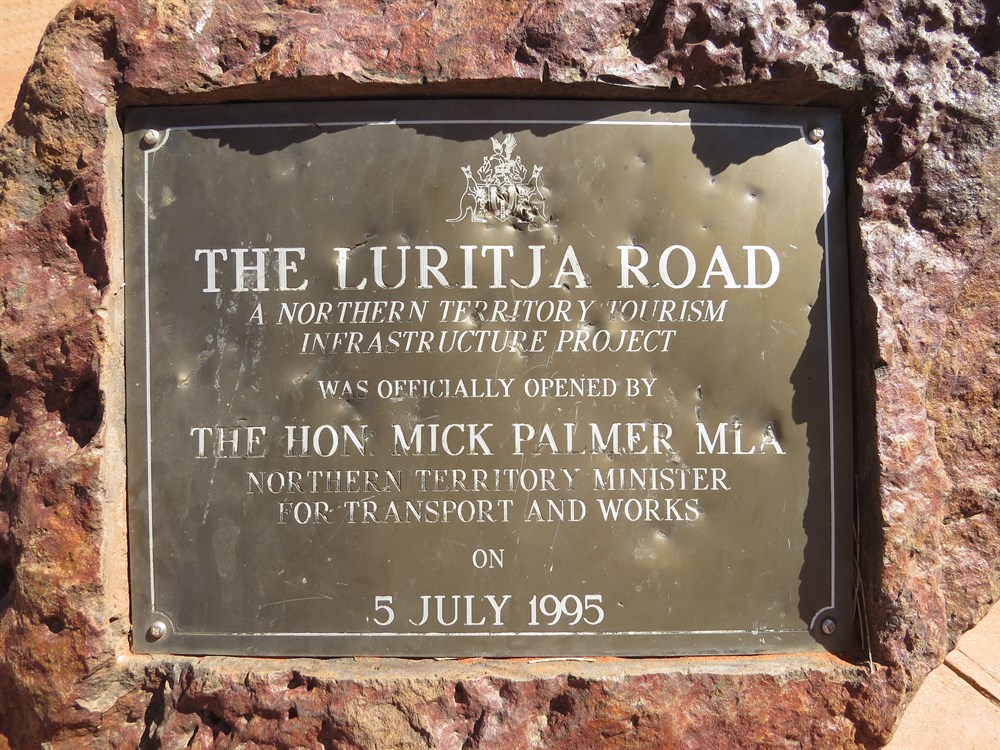 THE LURITJA ROAD
A NORTHERN TERRITORY TOURISM
INFRASTRUCTURE PROJECT
WAS OFFICIALLY OPENED BY
THE HON. MICK PALMER MLA
NORTHERN TERRITORY MINISTER
FOR TRANSPORT AND WORKS
ON
5 JULY 1995